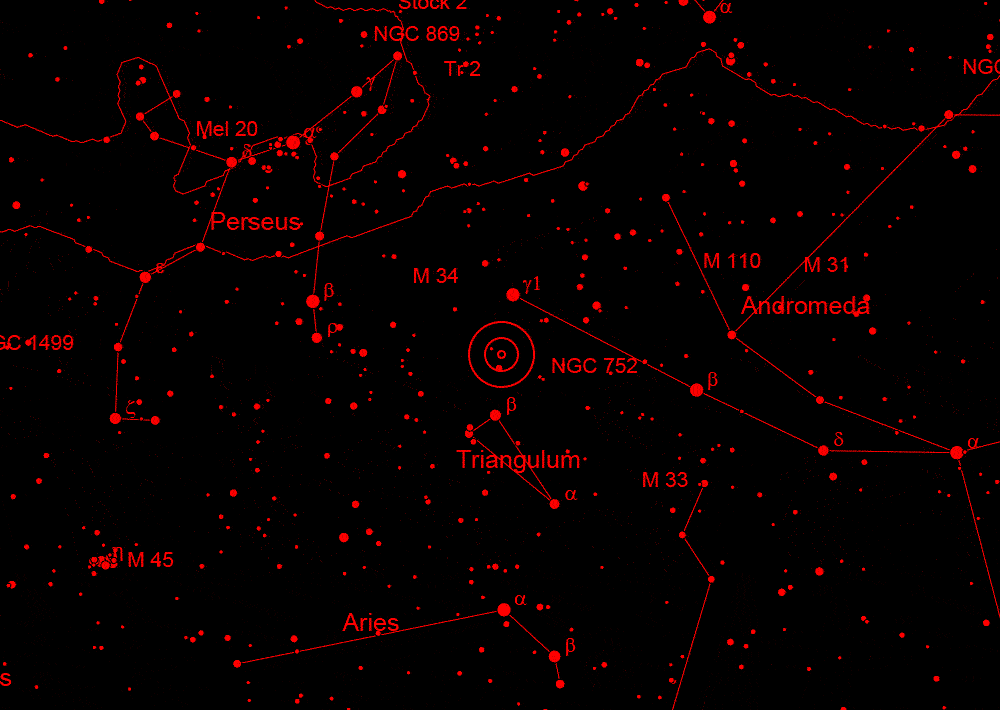 Stock 2
α
NGC 869
Tr 2
NGC
γ
Mel 20
α
δ
Perseus
M 110
M 31
ε
M 34
γ1
β
Andromeda
ρ
GC 1499
NGC 752
β
ζ
β
δ
α
Triangulum
M 33
α
η
M 45
α
Aries
β
s